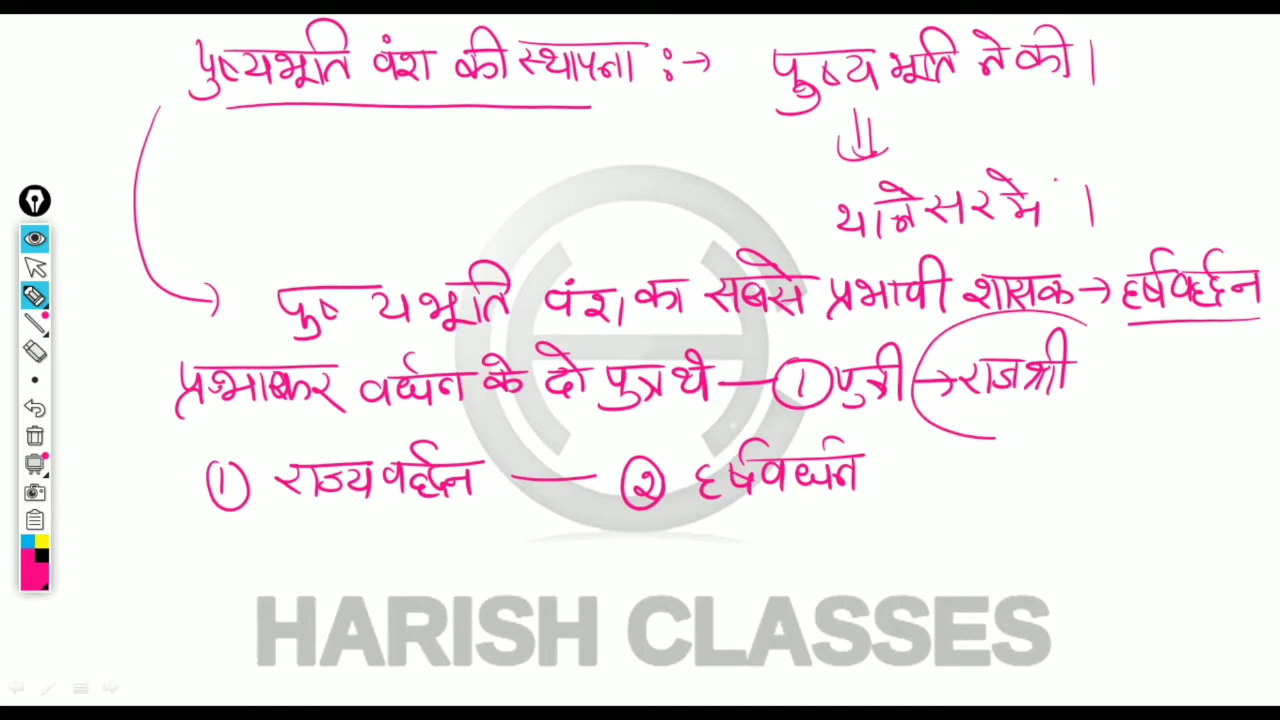 पुष्यभूति वंश की स्थापना :→ पुष्यभूति ने की।
थानेसर में।
पुष्यभूति वंश का सबसे प्रभावी शासक → हर्षवर्द्धन
प्रभाकर वर्धन के दो पुत्र थे — ① पुत्री → राजश्री
① राज्यवर्द्धन — ② हर्षवर्धन
HARISH CLASSES